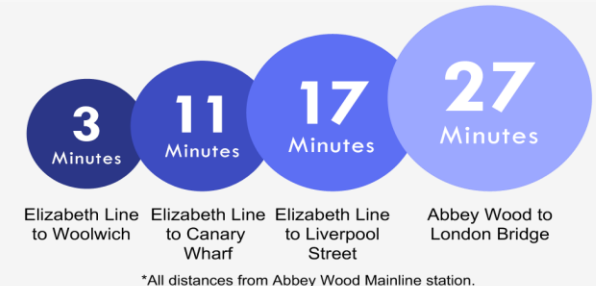 3
Minutes
11
Minutes
17
Minutes
27
Minutes
Elizabeth Line
to Woolwich
Elizabeth Line
to Canary
Wharf
Elizabeth Line
to Liverpool
Street
Abbey Wood to
London Bridge
*All distances from Abbey Wood Mainline station.